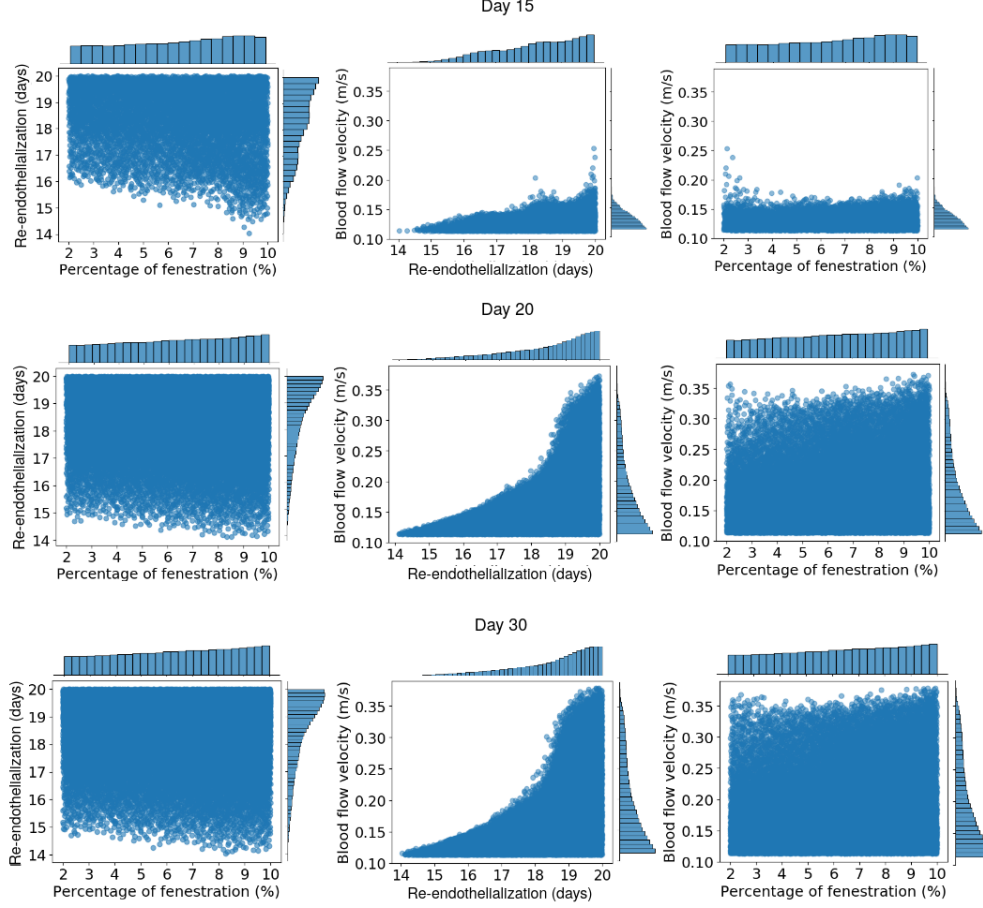 Day 15
Re-endothelialization (days)
20
19
18
17
16
15
14
2 3 4 5 6 7 8 9 10
Percentage of fenestration (%)
Blood flow velocity (m/s)
0.35
0.30
0.25
0.20
0.15
0.10
14 15 16 17 18 19 20
Re-endothelialization (days)
Blood flow velocity (m/s)
0.35
0.30
0.25
0.20
0.15
0.10
2 3 4 5 6 7 8 9 10
Percentage of fenestration (%)
Day 20
Re-endothelialization (days)
20
19
18
17
16
15
14
2 3 4 5 6 7 8 9 10
Percentage of fenestration (%)
Blood flow velocity (m/s)
0.35
0.30
0.25
0.20
0.15
0.10
14 15 16 17 18 19 20
Re-endothelialization (days)
Blood flow velocity (m/s)
0.35
0.30
0.25
0.20
0.15
0.10
2 3 4 5 6 7 8 9 10
Percentage of fenestration (%)
Day 30
Re-endothelialization (days)
20
19
18
17
16
15
14
2 3 4 5 6 7 8 9 10
Percentage of fenestration (%)
Blood flow velocity (m/s)
0.35
0.30
0.25
0.20
0.15
0.10
14 15 16 17 18 19 20
Re-endothelialization (days)
Blood flow velocity (m/s)
0.35
0.30
0.25
0.20
0.15
0.10
2 3 4 5 6 7 8 9 10
Percentage of fenestration (%)